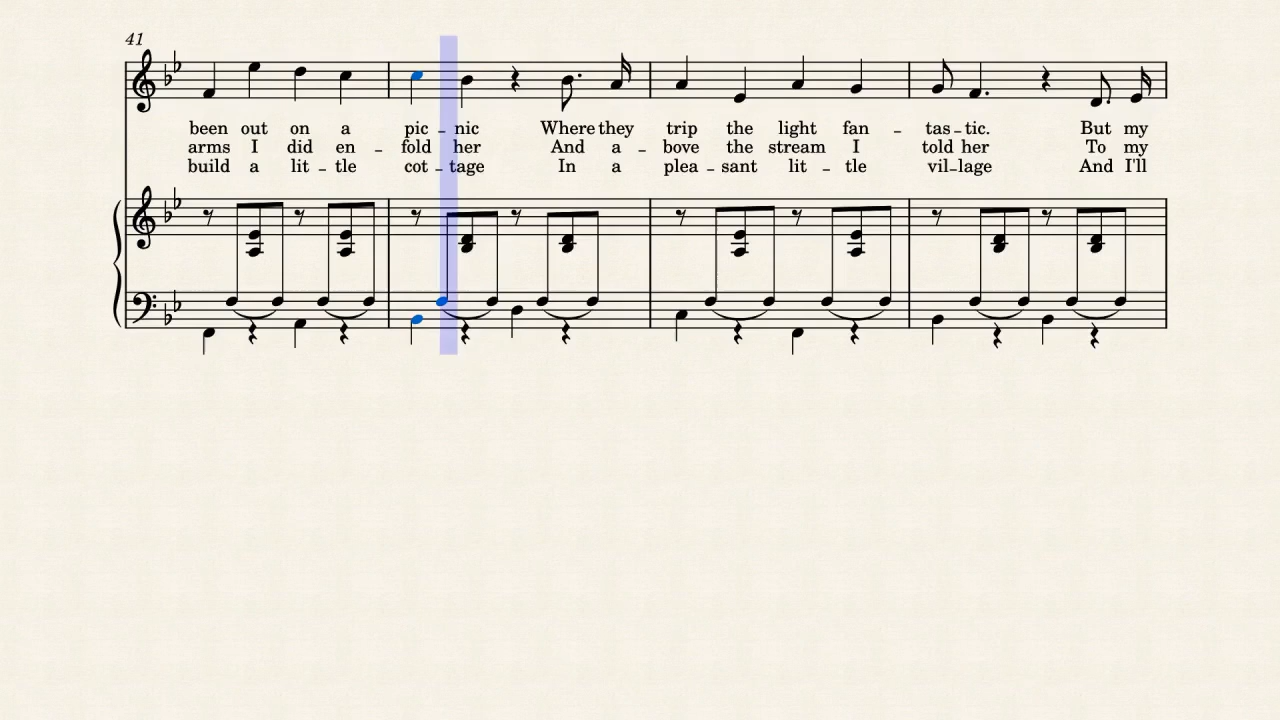 41
been out on a pic - nic Where they trip the light fan - tas - tic. But my
arms I did en - fold her And a - bove the stream I told her To my
build a lit - tle cot - tage In a plea - sant lit - tle vil - lage And I'll